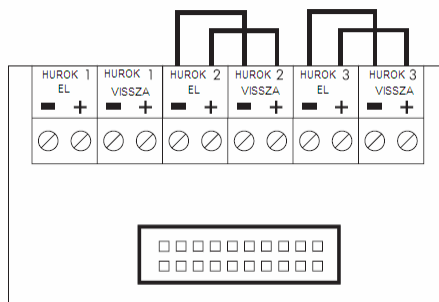 HUROK 1
EL
- +
HUROK 1
VISSZA
- +
HUROK 2
EL
- +
HUROK 2
VISSZA
- +
HUROK 3
EL
- +
HUROK 3
VISSZA
- +